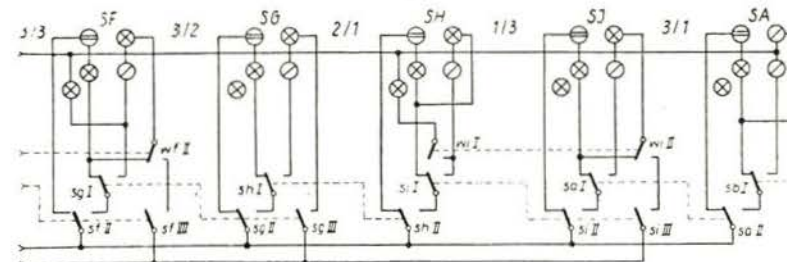 SF SG SH SJ SA
3/2 2/1 1/3 3/1
wf II wi I wi II
sg I sh I si I sa I sb I
sf II sf III sg II sg III sh II si II si III sa II